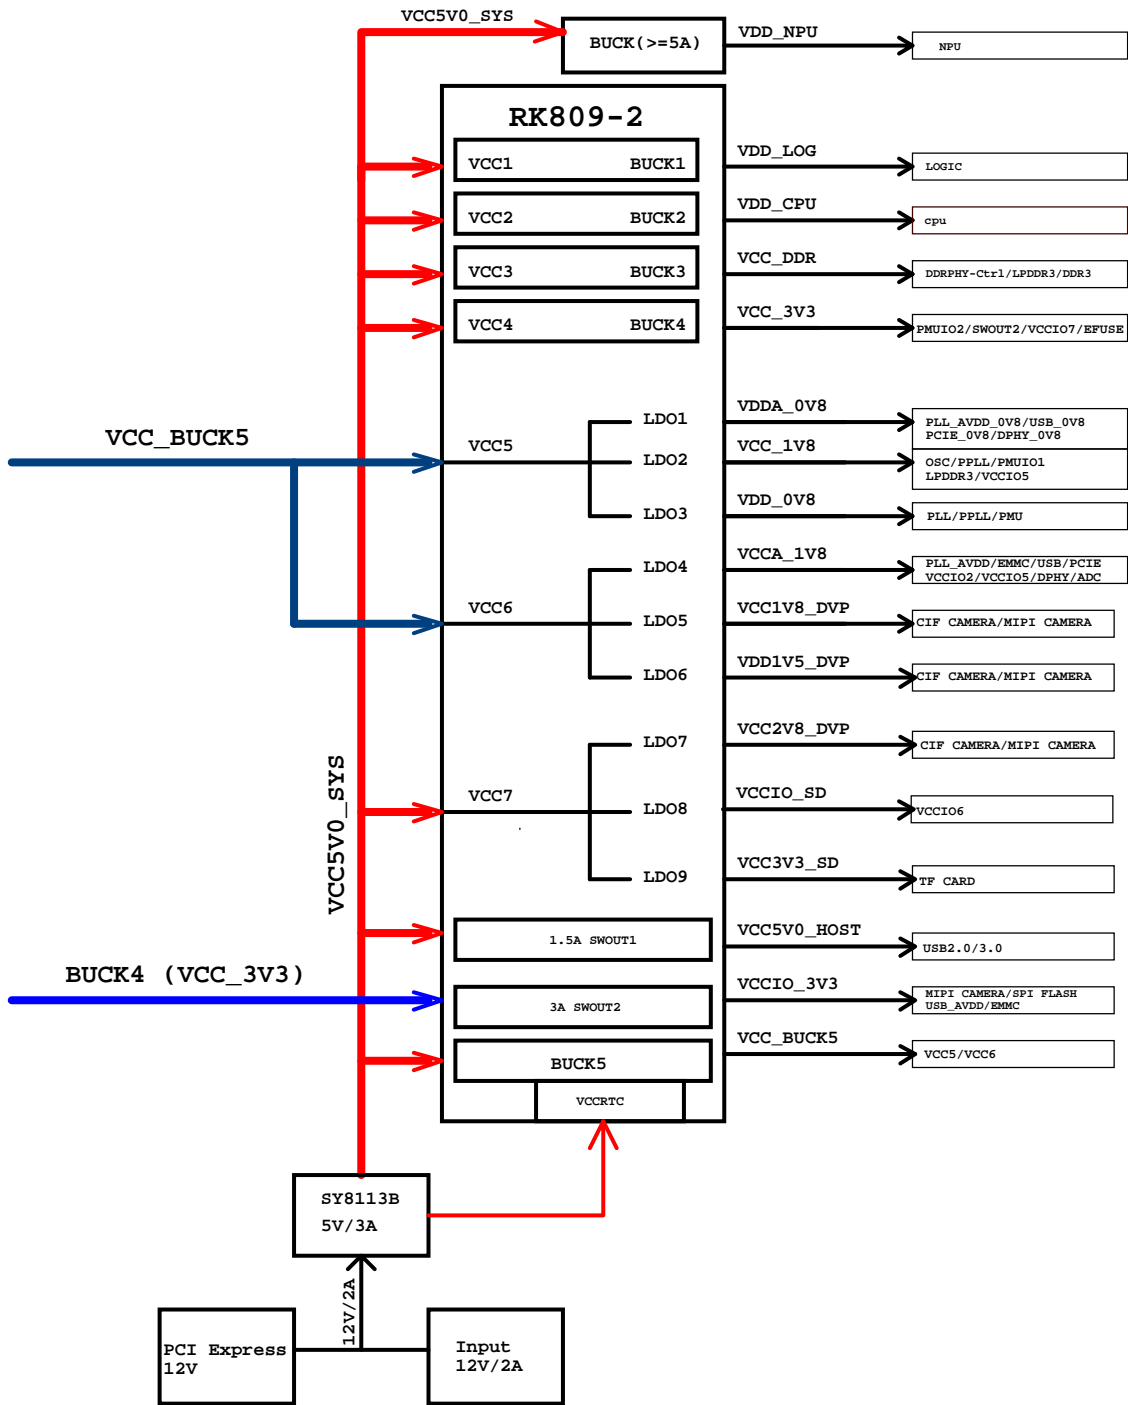 VCC5V0_SYS
BUCK(>=5A)
VDD_NPU
NPU
RK809-2
VCC1
BUCK1
VDD_LOG
LOGIC
VCC2
BUCK2
VDD_CPU
cpu
VCC3
BUCK3
VCC_DDR
DDRPHY-Ctrl/LPDDR3/DDR3
VCC4
BUCK4
VCC_3V3
PMUIO2/SWOUT2/VCCIO7/EFUSE
LDO1
VDDA_0V8
PLL_AVDD_0V8/USB_0V8
PCIE_0V8/DPHY_0V8
VCC_BUCK5
VCC5
LDO2
VCC_1V8
OSC/PPLL/PMUIO1
LPDDR3/VCCIO5
LDO3
VDD_0V8
PLL/PPLL/PMU
LDO4
VCCA_1V8
PLL_AVDD/EMMC/USB/PCIE
VCCIO2/VCCIO5/DPHY/ADC
VCC6
LDO5
VCC1V8_DVP
CIF CAMERA/MIPI CAMERA
LDO6
VDD1V5_DVP
CIF CAMERA/MIPI CAMERA
LDO7
VCC2V8_DVP
CIF CAMERA/MIPI CAMERA
VCC5V0_SYS
VCC7
LDO8
VCCIO_SD
VCCIO6
LDO9
VCC3V3_SD
TF CARD
1.5A SWOUT1
VCC5V0_HOST
USB2.0/3.0
BUCK4 (VCC_3V3)
3A SWOUT2
VCCIO_3V3
MIPI CAMERA/SPI FLASH
USB_AVDD/EMMC
BUCK5
VCC_BUCK5
VCC5/VCC6
VCCRTC
SY8113B
5V/3A
12V/2A
PCI Express
12V
Input
12V/2A